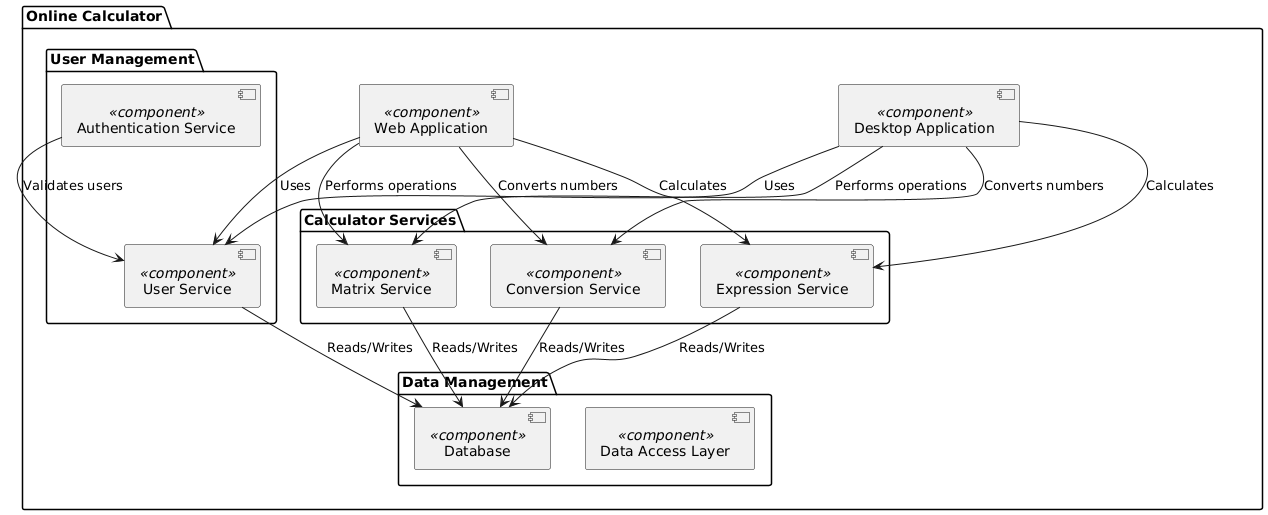 Online Calculator
User Management
«component»
Authentication Service
«component»
Web Application
«component»
Desktop Application
Validates users
Uses
Performs operations
Converts numbers
Calculates
Uses
Performs operations
Converts numbers
Calculates
Calculator Services
«component»
User Service
«component»
Matrix Service
«component»
Conversion Service
«component»
Expression Service
Reads/Writes
Reads/Writes
Reads/Writes
Reads/Writes
Data Management
«component»
Database
«component»
Data Access Layer